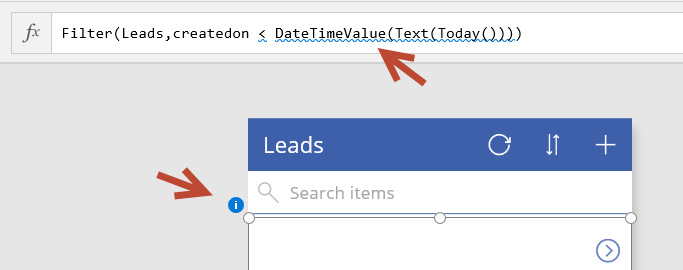 fx Filter(Leads,createdon < DateTimeValue(Text(Today())))
Leads
i Search items